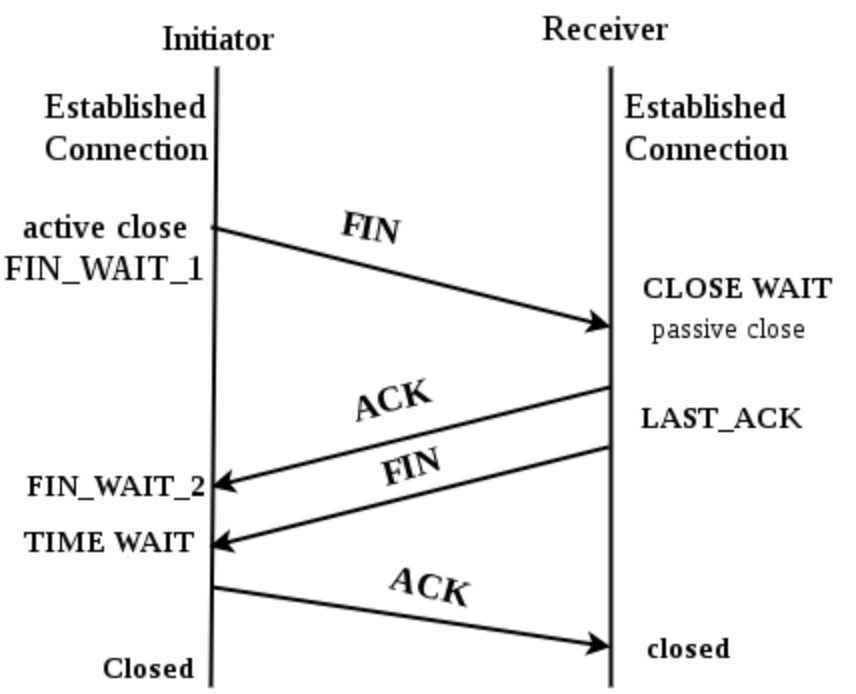 Initiator
Receiver
Established
Connection
Established
Connection
active close
FIN_WAIT_1
FIN
CLOSE WAIT
passive close
ACK
LAST_ACK
FIN
FIN_WAIT_2
TIME WAIT
ACK
closed
Closed